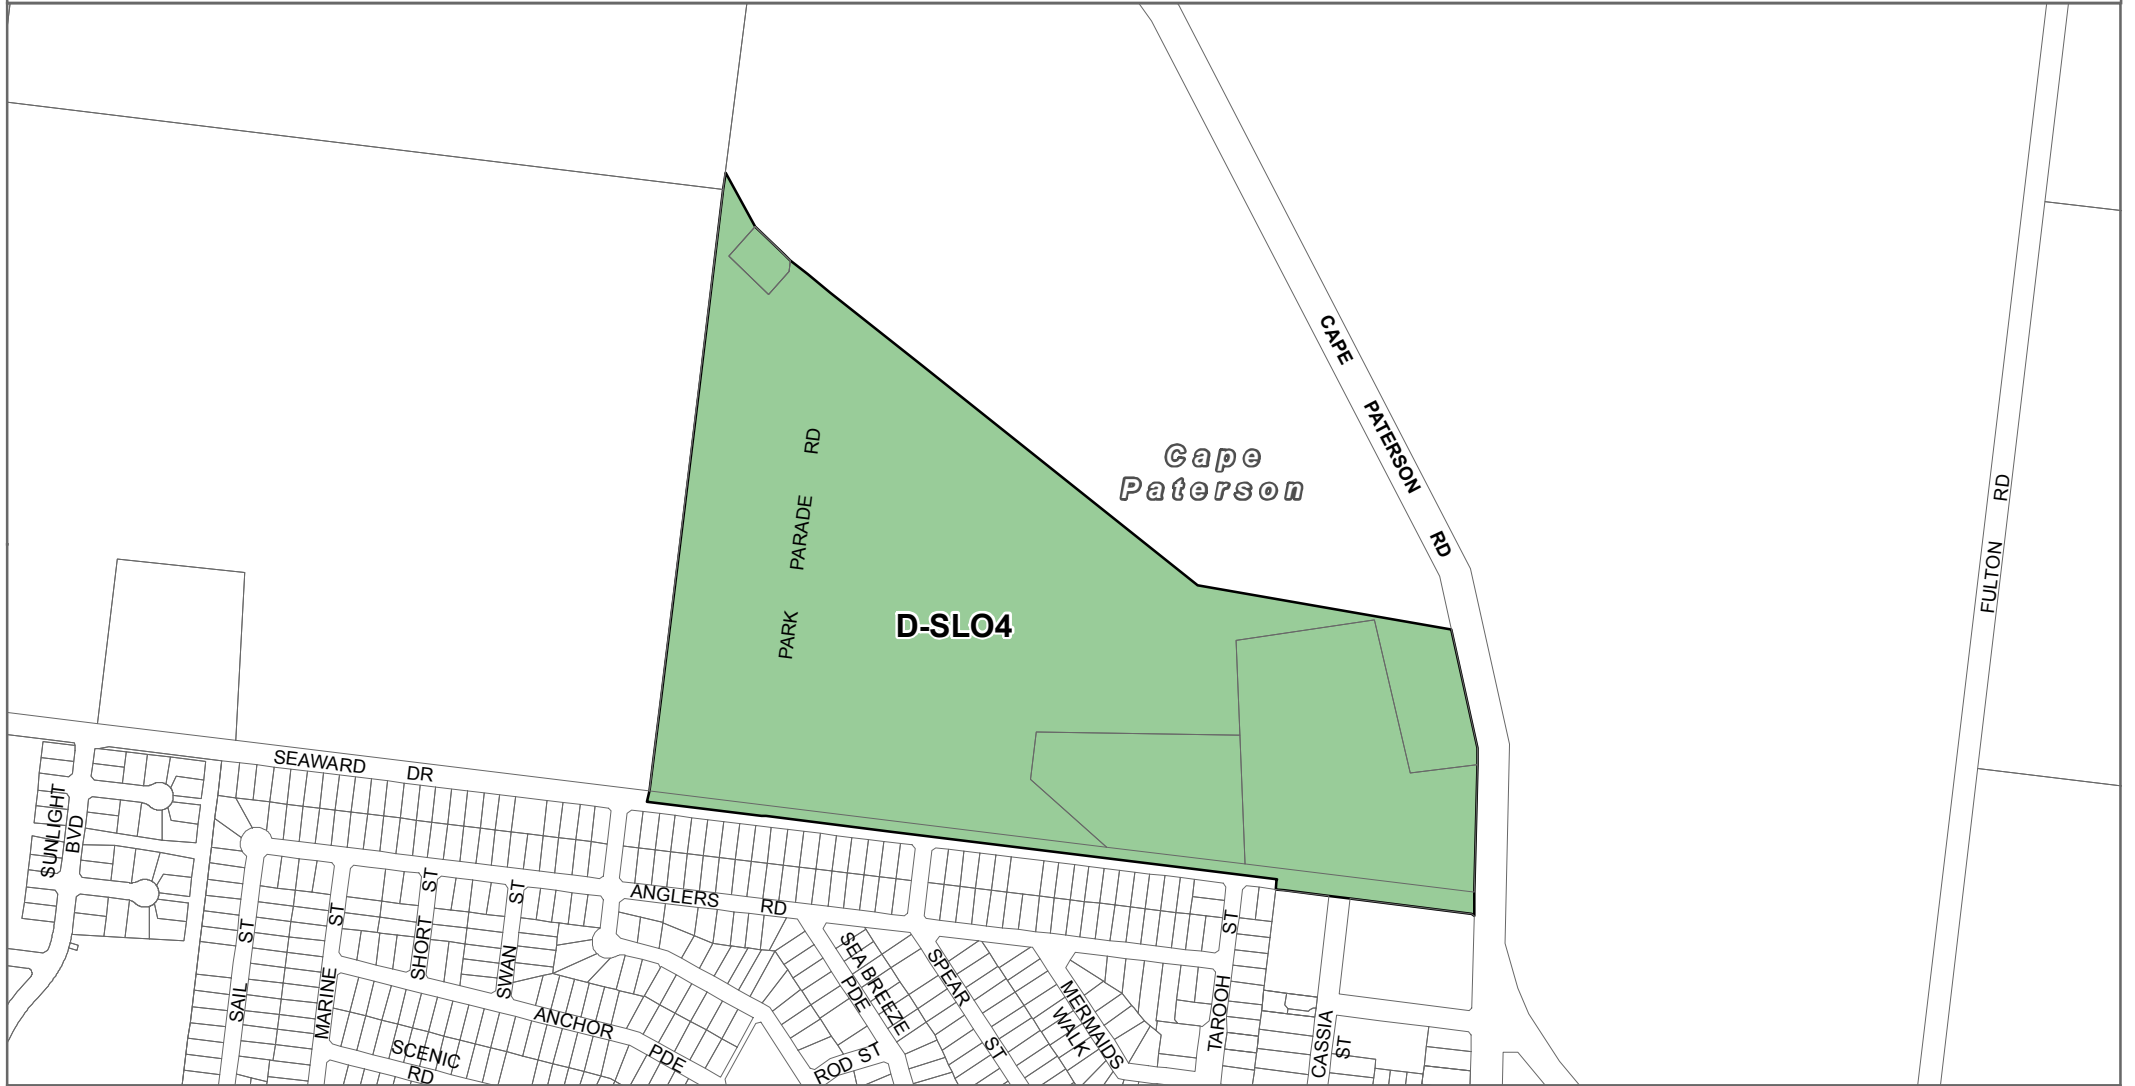 CAPE PATERSON RD
Cape
Paterson
PARK PARADE RD
D-SLO4
FULTON RD
SEAWARD DR
SUNLIGHT
BVD
ANGLERS RD
SAIL ST
MARINE ST
SHORT ST
SWAN ST
ANCHOR PDE
SCENIC
RD
SEA BREEZE
PDE
ROD ST
SPEAR ST
MERMAIDS
WALK
TAROOH ST
CASSIA
ST